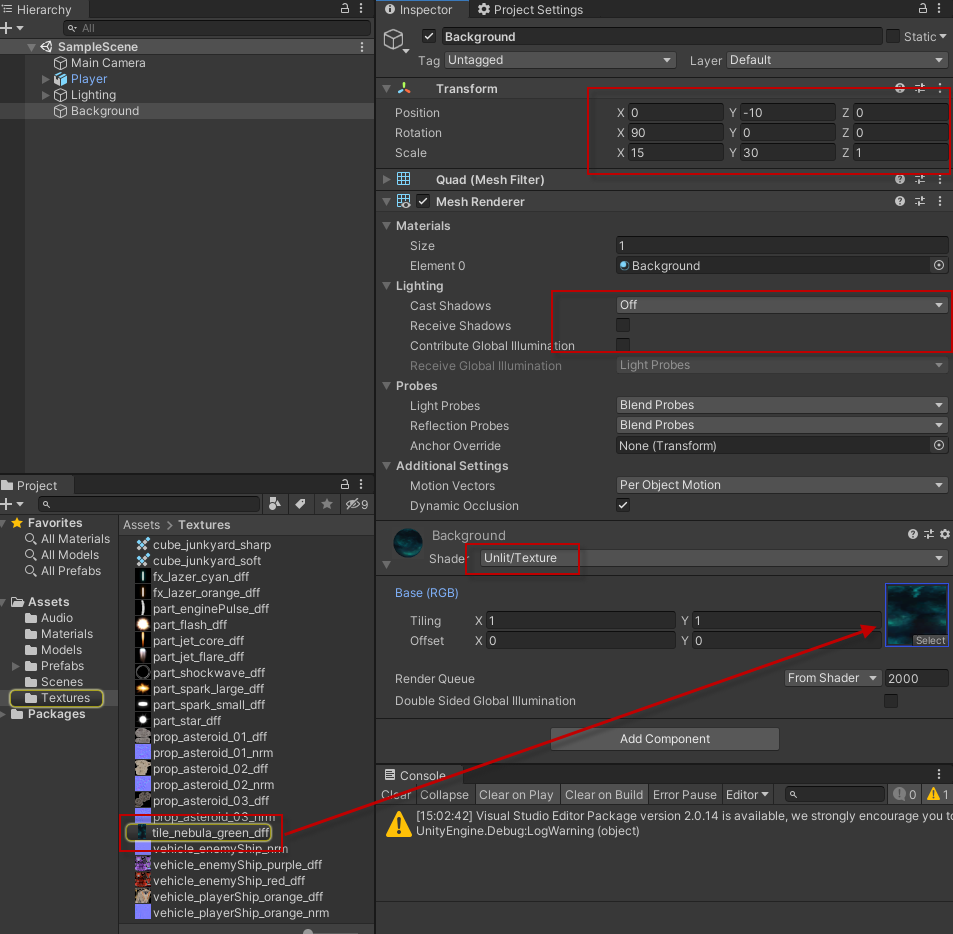 Hierarchy
All
SampleScene
Main Camera
Player
Lighting
Background
Inspector Project Settings
Background Static
Tag Untagged Layer Default
Transform
Position X 0 Y -10 Z 0
Rotation X 90 Y 0 Z 0
Scale X 15 Y 30 Z 1
Quad (Mesh Filter)
Mesh Renderer
Materials
Size 1
Element 0 Background
Lighting
Cast Shadows Off
Receive Shadows
Contribute Global Illumination
Receive Global Illumination Light Probes
Probes
Light Probes Blend Probes
Reflection Probes Blend Probes
Anchor Override None (Transform)
Additional Settings
Motion Vectors Per Object Motion
Dynamic Occlusion
Background
Shader Unlit/Texture
Base (RGB)
Tiling X 1 Y 1
Offset X 0 Y 0
Select
Render Queue From Shader 2000
Double Sided Global Illumination
Add Component
Project
9
Favorites
All Materials
All Models
All Prefabs
Assets
Audio
Materials
Models
Prefabs
Scenes
Textures
Packages
Assets > Textures
cube_junkyard_sharp
cube_junkyard_soft
fx_lazer_cyan_dff
fx_lazer_orange_dff
part_enginePulse_dff
part_flash_dff
part_jet_core_dff
part_jet_flare_dff
part_shockwave_dff
part_spark_large_dff
part_spark_small_dff
part_star_dff
prop_asteroid_01_dff
prop_asteroid_01_nrm
prop_asteroid_02_dff
prop_asteroid_02_nrm
prop_asteroid_03_dff
prop_asteroid_03_nrm
tile_nebula_green_dff
vehicle_enemyShip_nrm
vehicle_enemyShip_purple_dff
vehicle_enemyShip_red_dff
vehicle_playerShip_orange_dff
vehicle_playerShip_orange_nrm
Console
Clear Collapse Clear on Play Clear on Build Error Pause Editor 0 1
[15:02:42] Visual Studio Editor Package version 2.0.14 is available, we strongly encourage you to
UnityEngine.Debug:LogWarning (object)